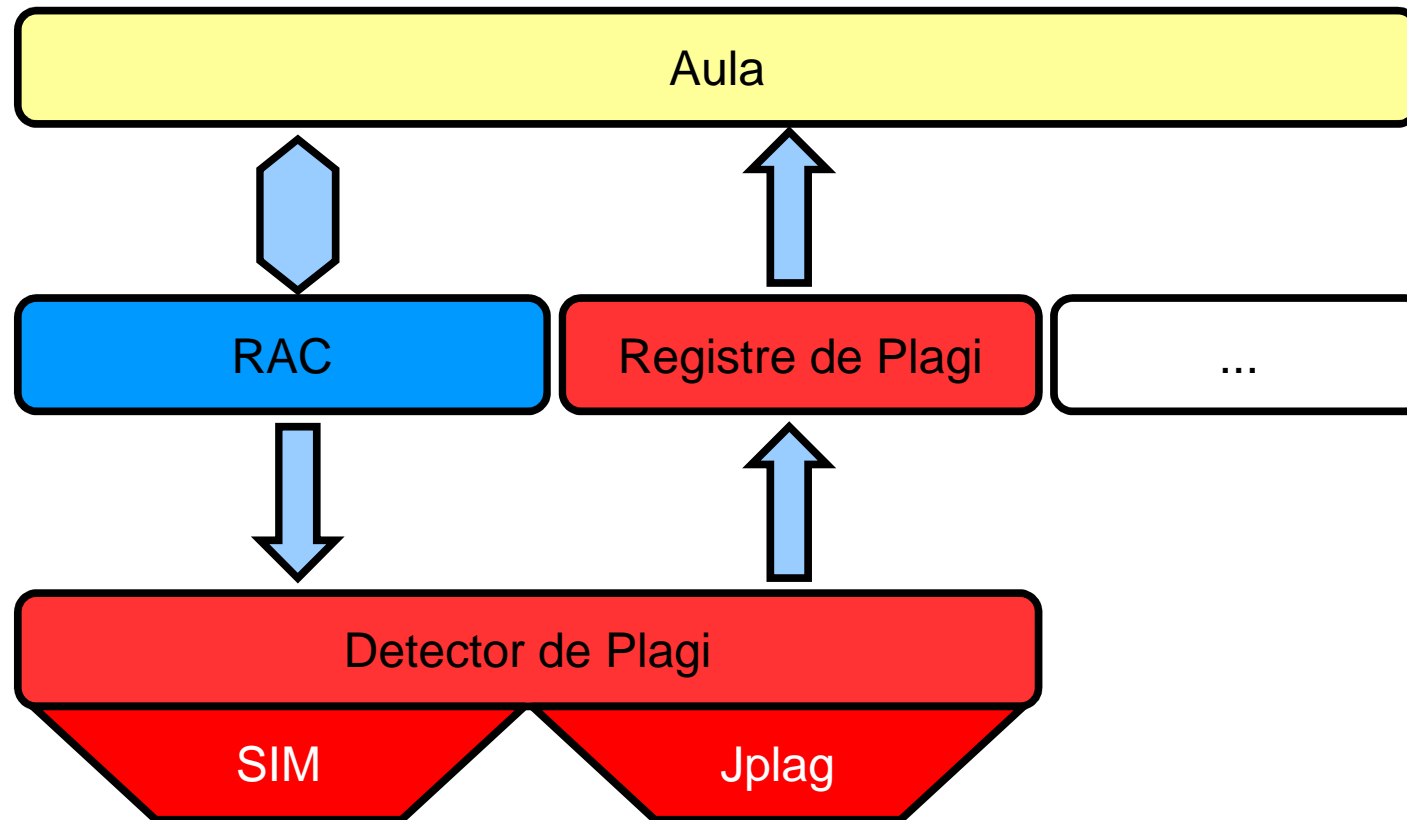 Aula
RAC
Registre de Plagi
...
Detector de Plagi
SIM
Jplag